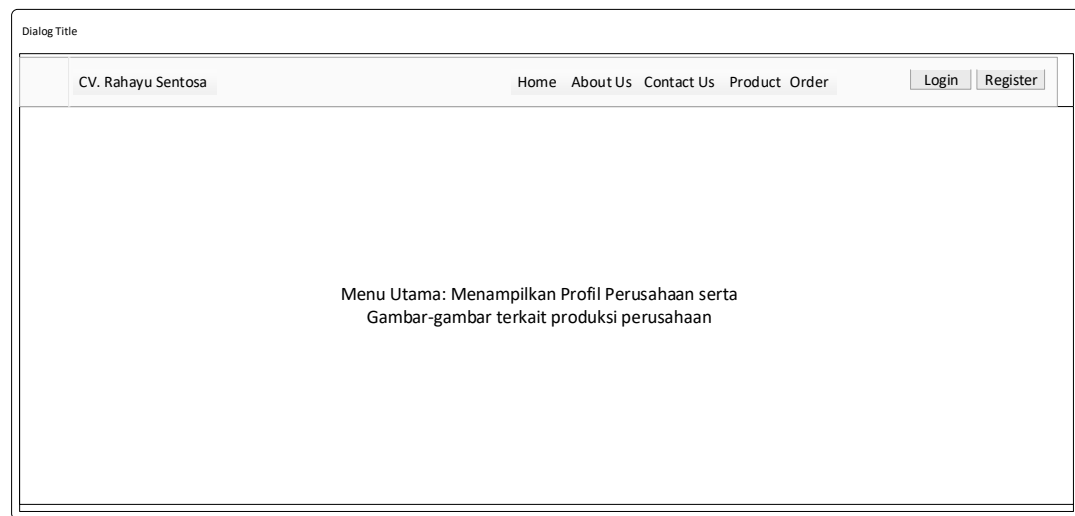 Dialog Title
CV. Rahayu Sentosa
Home About Us Contact Us Product Order
Login Register
Menu Utama: Menampilkan Profil Perusahaan serta
Gambar-gambar terkait produksi perusahaan